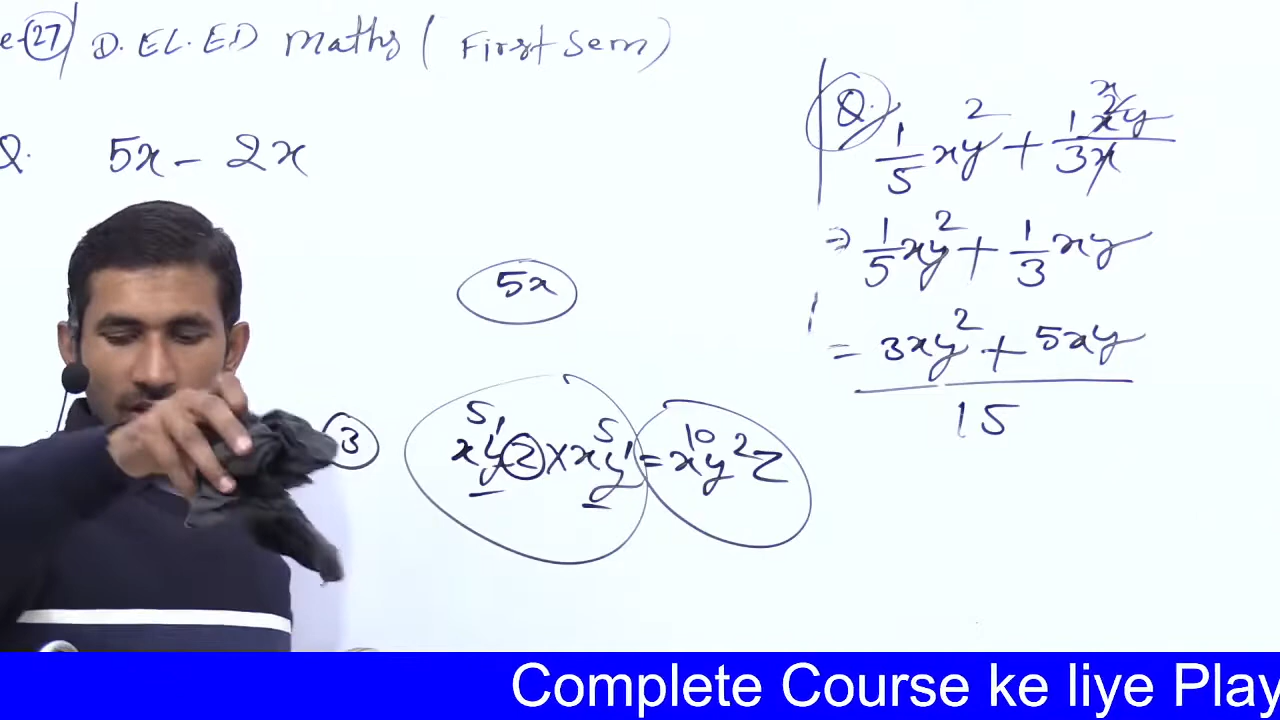 e-27 D.EL.ED Maths (First Sem)
Q. 5x - 2x
5x
3 x⁵y¹z × x⁵y¹ = x¹⁰y²z
Q. 1/5 xy² + 1x²y/3x
⇒ 1/5 xy² + 1/3 xy
= 3xy² + 5xy
15
Complete Course ke liye Play